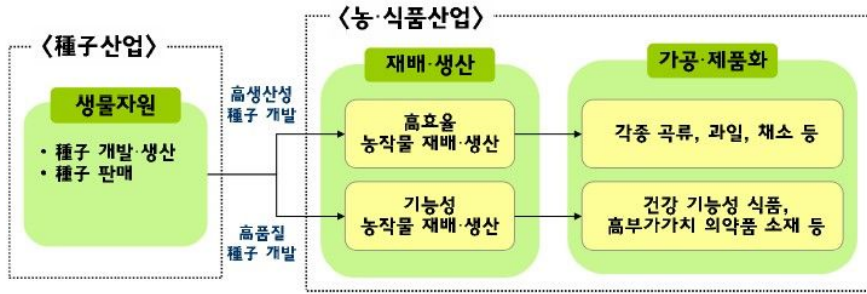 〈種子산업〉
생물자원
• 種子 개발·생산
• 種子 판매
高생산성
種子 개발
高품질
種子 개발
〈농·식품산업〉
재배·생산
高효율
농작물 재배·생산
기능성
농작물 재배·생산
가공·제품화
각종 곡류, 과일, 채소 등
건강 기능성 식품,
高부가가치 의약품 소재 등